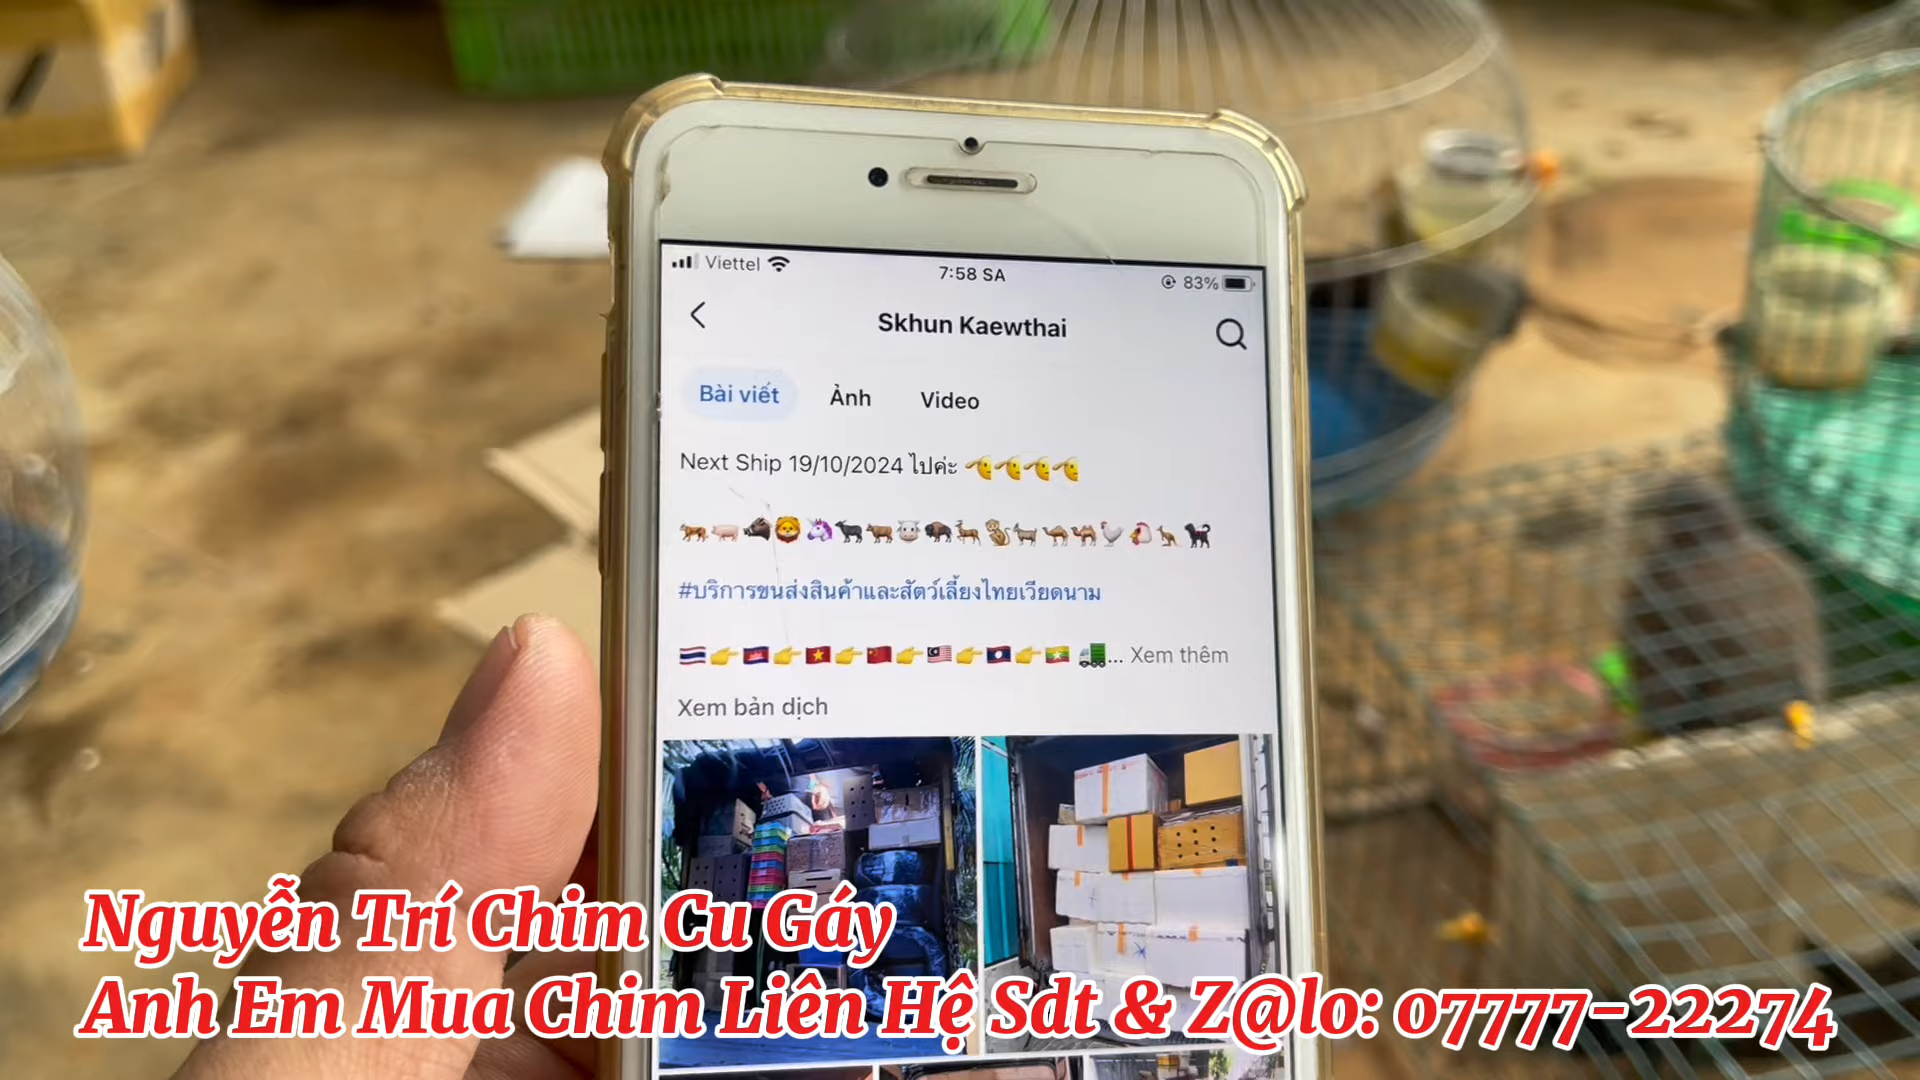 Viettel 7:58 SA 83%
Skhun Kaewthai
Bài viết Ảnh Video
Next Ship 19/10/2024 ไปค่ะ
#บริการขนส่งสินค้าและสัตว์เลี้ยงไทยเวียดนาม
... Xem thêm
Xem bản dịch
Nguyễn Trí Chim Cu Gáy
Anh Em Mua Chim Liên Hệ Sdt & Z@lo: 07777-22274